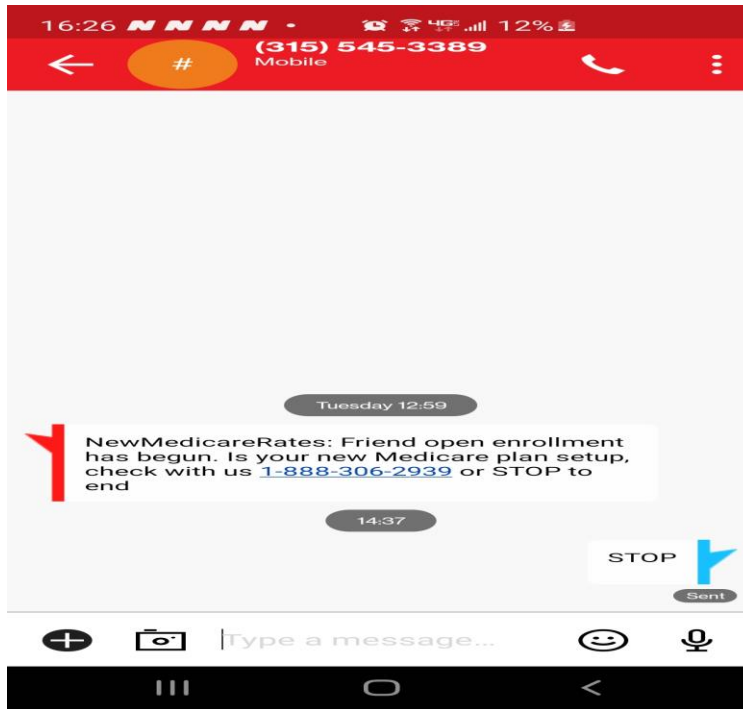 16:26
12%
(315) 545-3389
#
Mobile
Tuesday 12:59
NewMedicareRates: Friend open enrollment
has begun. Is your new Medicare plan setup,
check with us 1-888-306-2939 or STOP to
end
14:37
STOP
Sent
Type a message...